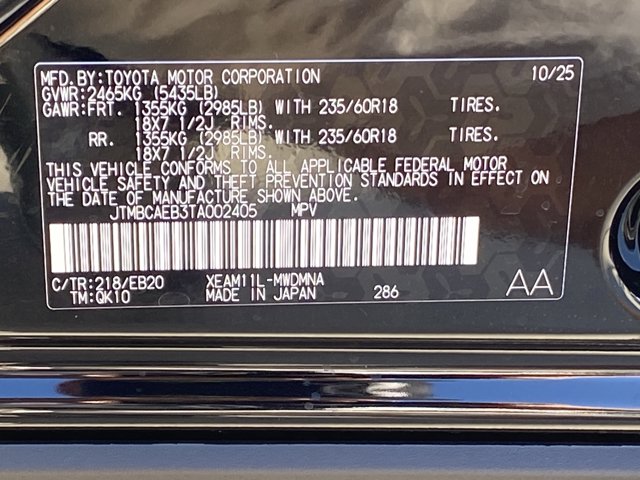 MFD.BY:TOYOTA MOTOR CORPORATION 10/25
GVWR:2465KG (5435LB)
GAWR:FRT. 1355KG (2985LB) WITH 235/60R18 TIRES.
18X7 1/2J RIMS.
RR. 1355KG (2985LB) WITH 235/60R18 TIRES.
18X7 1/2J RIMS.
THIS VEHICLE CONFORMS TO ALL APPLICABLE FEDERAL MOTOR
VEHICLE SAFETY AND THEFT PREVENTION STANDARDS IN EFFECT ON
THE DATE OF MANUFACTURE SHOWN ABOVE.
JTMBCAEB3TA002405 MPV
C/TR:218/EB20 XEAM11L-MWDMNA
TM:QK10 MADE IN JAPAN 286 AA